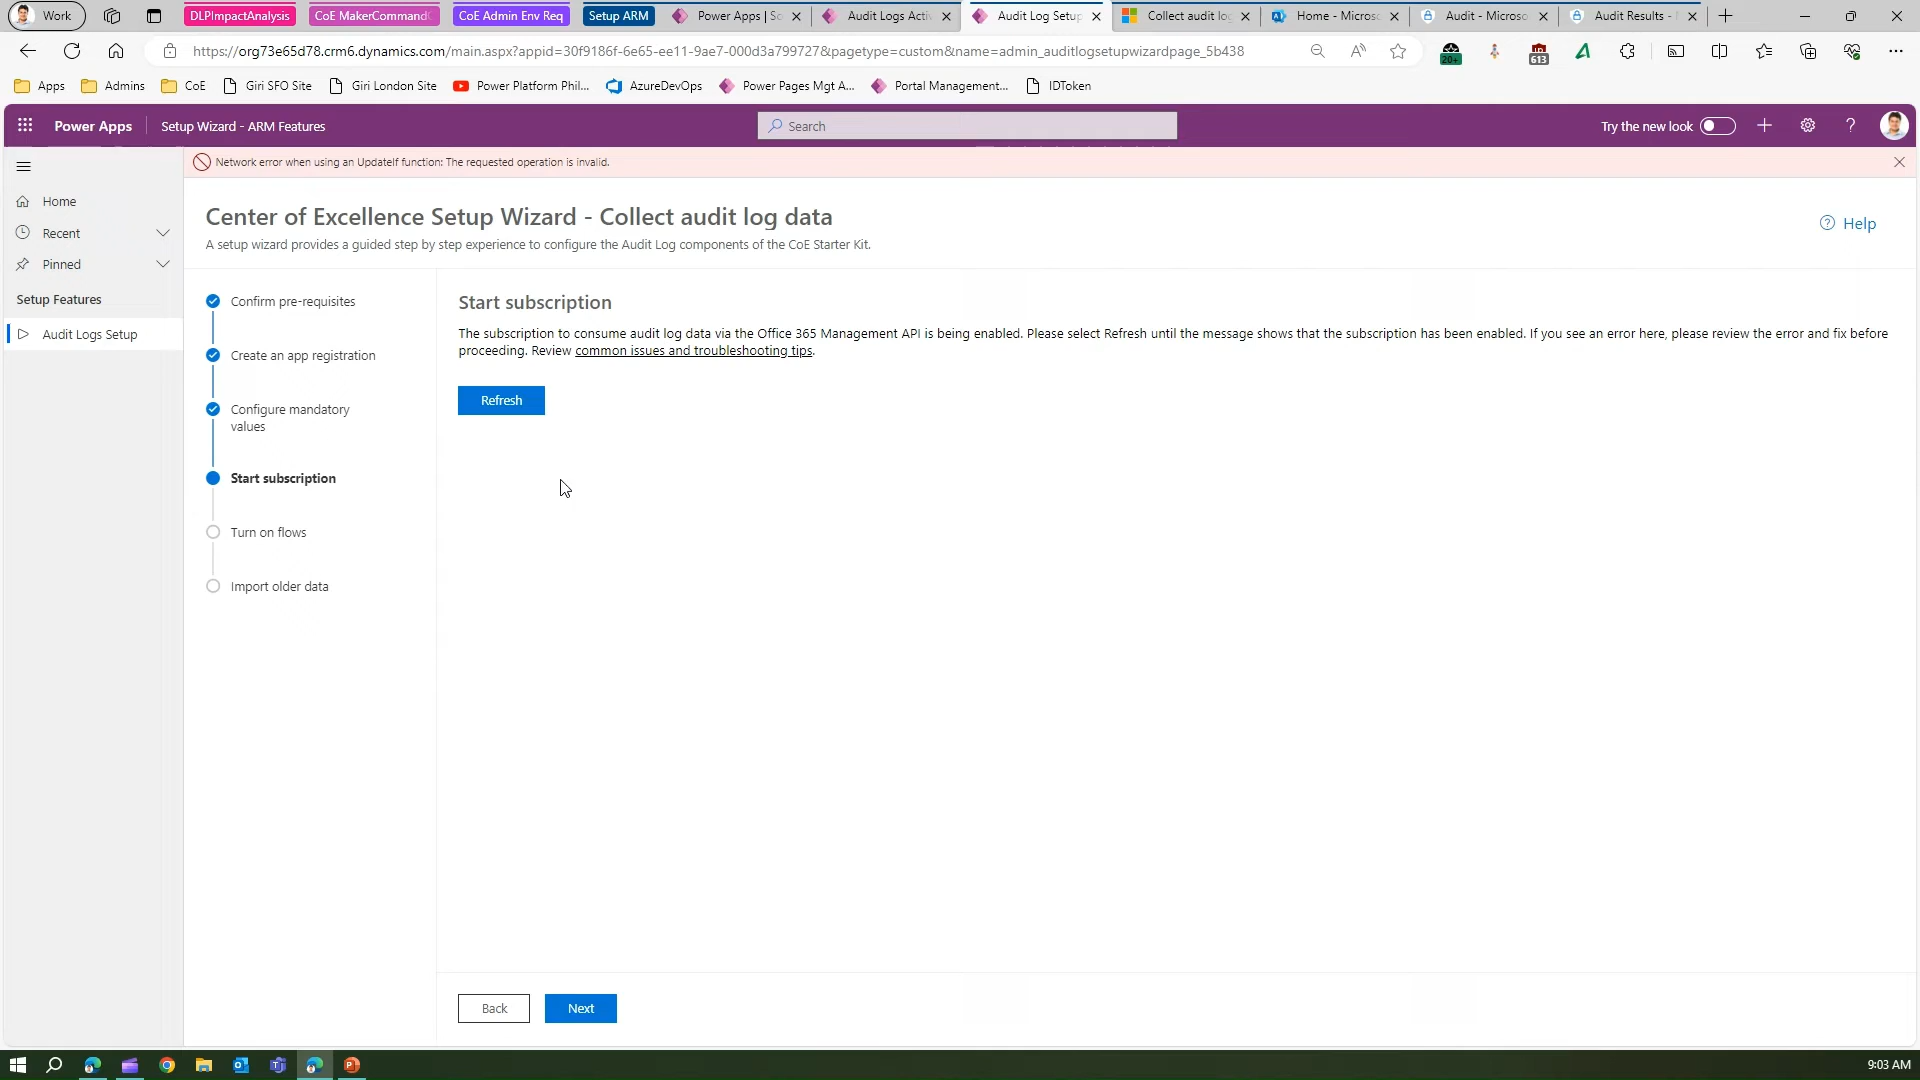 Work
DLPImpactAnalysis
CoE MakerCommandC
CoE Admin Env Req
Setup ARM
Power Apps | So
Audit Logs Activ
Audit Log Setup
Collect audit log
Home - Microso
Audit - Microso
Audit Results -
https://org73e65d78.crm6.dynamics.com/main.aspx?appid=30f9186f-6e65-ee11-9ae7-000d3a799727&pagetype=custom&name=admin_auditlogsetupwizardpage_5b438
20+
613
Apps
Admins
CoE
Giri SFO Site
Giri London Site
Power Platform Phil...
AzureDevOps
Power Pages Mgt A...
Portal Management...
IDToken
Power Apps
Setup Wizard - ARM Features
Search
Try the new look
Network error when using an UpdateIf function: The requested operation is invalid.
Home
Recent
Pinned
Setup Features
Audit Logs Setup
Center of Excellence Setup Wizard - Collect audit log data
A setup wizard provides a guided step by step experience to configure the Audit Log components of the CoE Starter Kit.
Help
Confirm pre-requisites
Create an app registration
Configure mandatory
values
Start subscription
Turn on flows
Import older data
Start subscription
The subscription to consume audit log data via the Office 365 Management API is being enabled. Please select Refresh until the message shows that the subscription has been enabled. If you see an error here, please review the error and fix before
proceeding. Review common issues and troubleshooting tips.
Refresh
Back
Next
9:03 AM